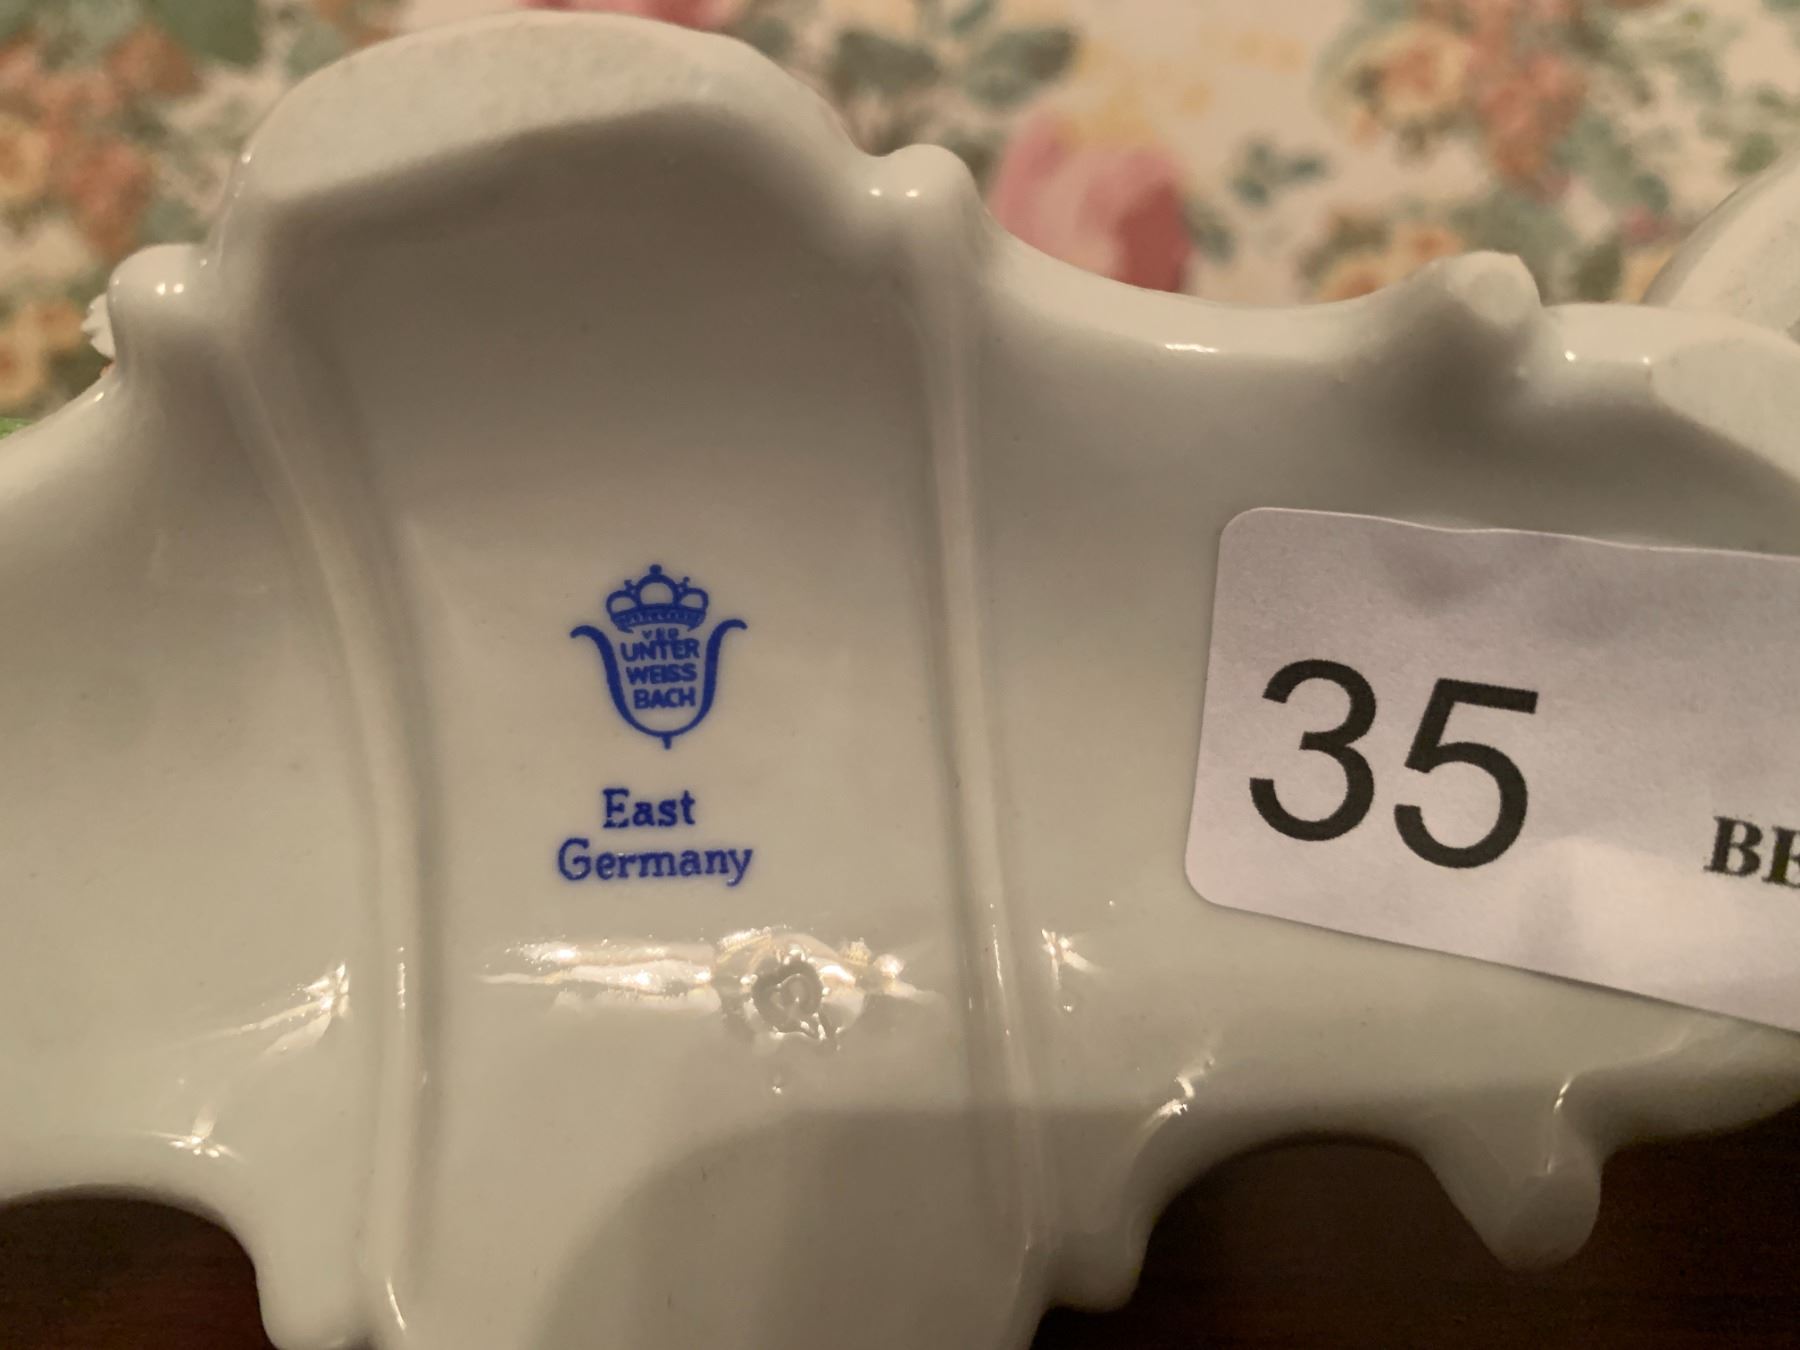 VEB
UNTER
WEISS
BACH
East
Germany
35
BE